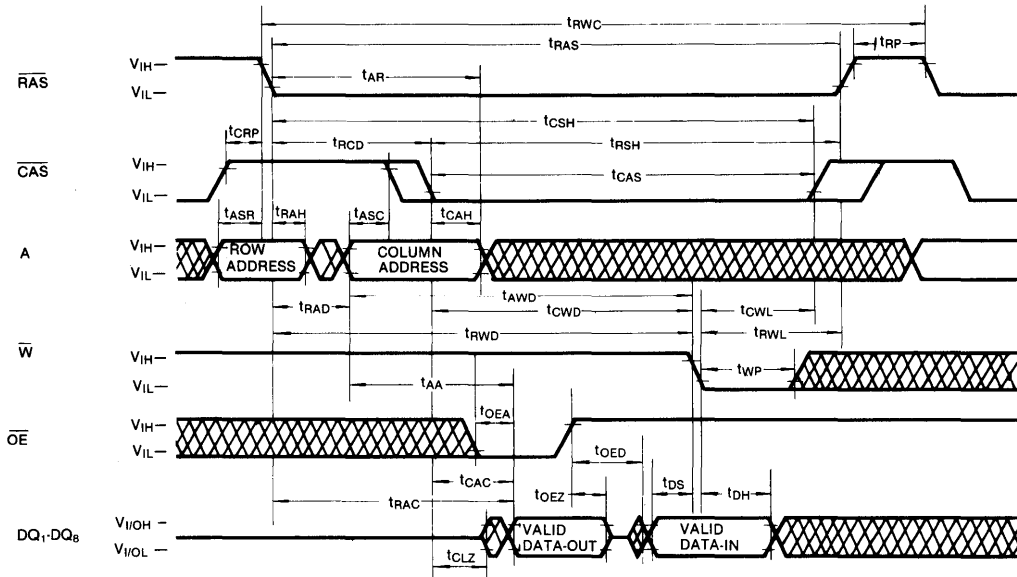 tRWC
tRAS
tRP
VIH
tAR
RAS
VIL
tCSH
tCRP
tRCD
tRSH
VIH
CAS
tCAS
VIL
tASR
tRAH
tASC
tCAH
VIH
A
ROW ADDRESS
COLUMN ADDRESS
VIL
tAWD
tRAD
tCWD
tCWL
tRWD
tRWL
W
VIH
tWP
VIL
tAA
tOEA
VIH
OE
VIL
tOED
tCAC
tRAC
tOEZ
tDS
tDH
VI/OH
DQ1·DQ8
VALID DATA-OUT
VALID DATA-IN
VI/OL
tCLZ